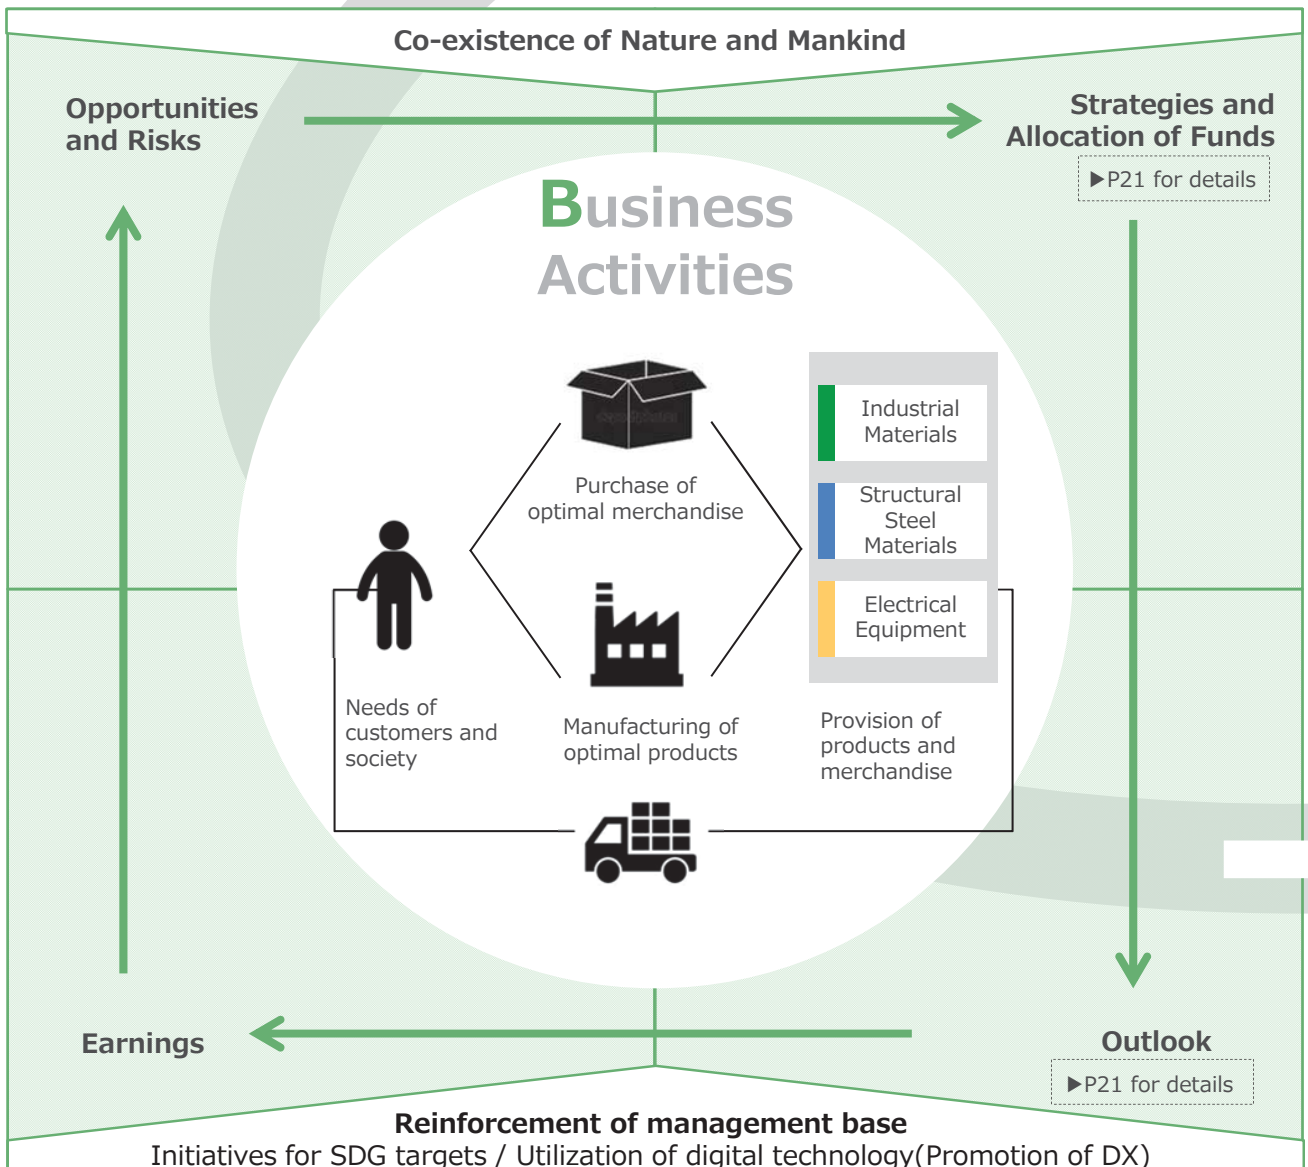 Co-existence of Nature and Mankind
Opportunities
and Risks
Strategies and
Allocation of Funds
▶P21 for details
Business
Activities
Industrial
Materials
Structural
Steel
Materials
Electrical
Equipment
Purchase of
optimal merchandise
Needs of
customers and
society
Manufacturing of
optimal products
Provision of
products and
merchandise
Earnings
Outlook
▶P21 for details
Reinforcement of management base
Initiatives for SDG targets / Utilization of digital technology(Promotion of DX)